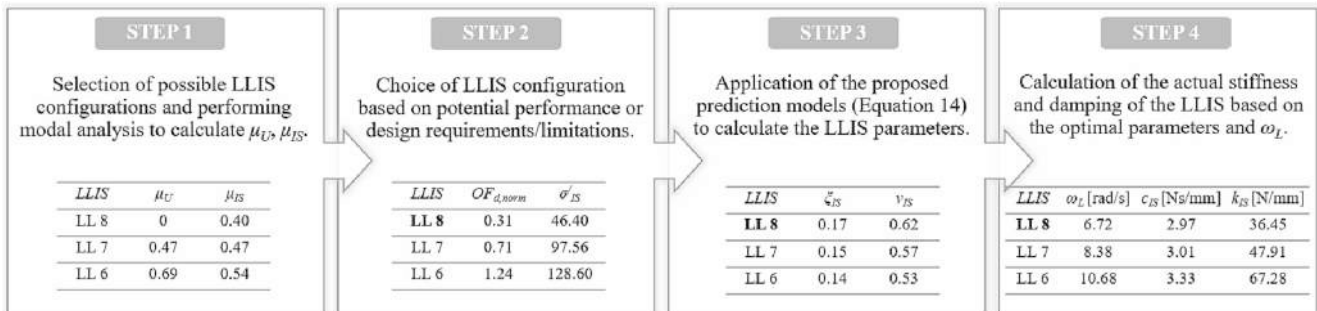 STEP 1
Selection of possible LLIS
configurations and performing
modal analysis to calculate μU, μIS.
LLIS μU μIS
LL 8 0 0.40
LL 7 0.47 0.47
LL 6 0.69 0.54
STEP 2
Choice of LLIS configuration
based on potential performance or
design requirements/limitations.
LLIS OFd,norm σ'IS
LL 8 0.31 46.40
LL 7 0.71 97.56
LL 6 1.24 128.60
STEP 3
Application of the proposed
prediction models (Equation 14)
to calculate the LLIS parameters.
LLIS ξIS νIS
LL 8 0.17 0.62
LL 7 0.15 0.57
LL 6 0.14 0.53
STEP 4
Calculation of the actual stiffness
and damping of the LLIS based on
the optimal parameters and ωL.
LLIS ωL [rad/s] cIS [Ns/mm] kIS [N/mm]
LL 8 6.72 2.97 36.45
LL 7 8.38 3.01 47.91
LL 6 10.68 3.33 67.28